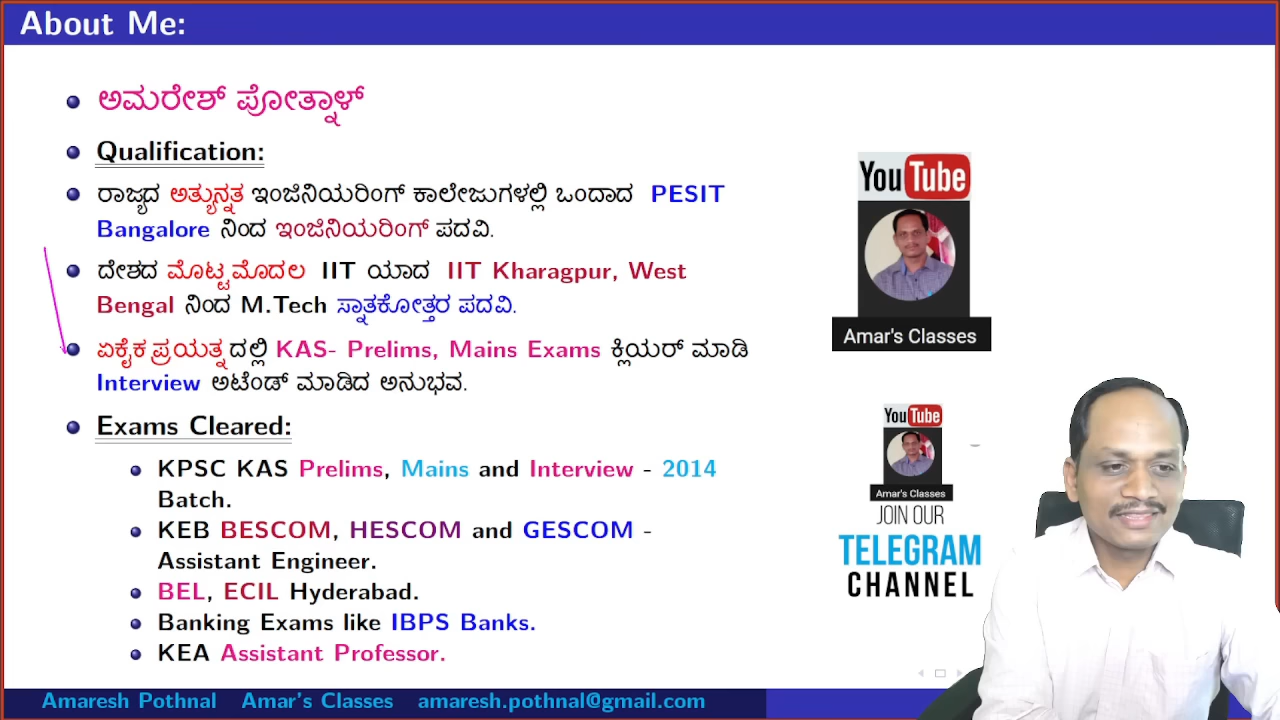 About Me:
ಅಮರೇಶ್ ಪೋತ್ನಾಳ್
Qualification:
ರಾಜ್ಯದ ಅತ್ಯುನ್ನತ ಇಂಜಿನಿಯರಿಂಗ್ ಕಾಲೇಜುಗಳಲ್ಲಿ ಒಂದಾದ PESIT
Bangalore ನಿಂದ ಇಂಜಿನಿಯರಿಂಗ್ ಪದವಿ.
ದೇಶದ ಮೊಟ್ಟಮೊದಲ IIT ಯಾದ IIT Kharagpur, West
Bengal ನಿಂದ M.Tech ಸ್ನಾತಕೋತ್ತರ ಪದವಿ.
ಏಕೈಕ ಪ್ರಯತ್ನ ದಲ್ಲಿ KAS- Prelims, Mains Exams ಕ್ಲಿಯರ್ ಮಾಡಿ
Interview ಅಟೆಂಡ್ ಮಾಡಿದ ಅನುಭವ.
Exams Cleared:
KPSC KAS Prelims, Mains and Interview - 2014
Batch.
KEB BESCOM, HESCOM and GESCOM -
Assistant Engineer.
BEL, ECIL Hyderabad.
Banking Exams like IBPS Banks.
KEA Assistant Professor.
YouTube
Amar's Classes
YouTube
Amar's Classes
JOIN OUR
TELEGRAM
CHANNEL
Amaresh Pothnal Amar's Classes amaresh.pothnal@gmail.com